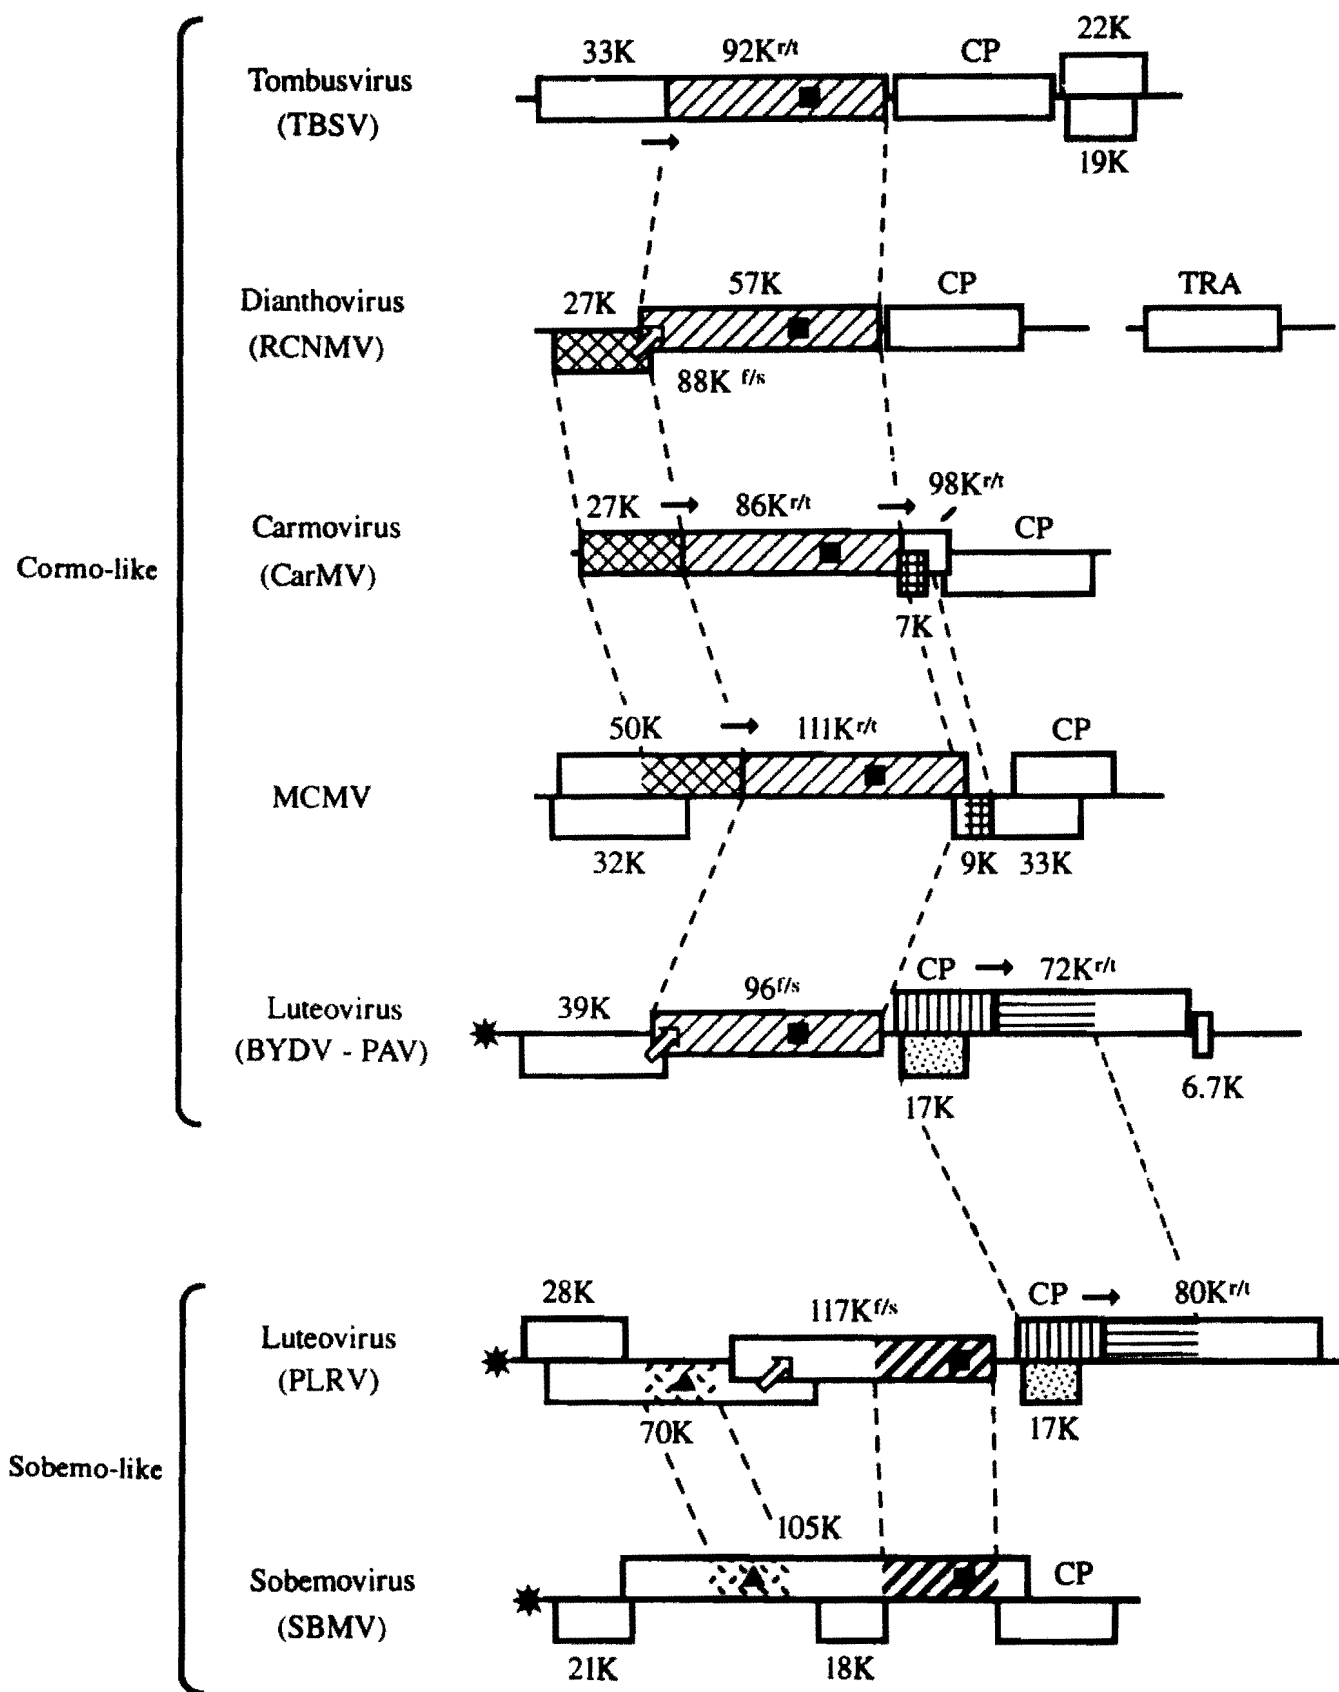 Cormo-like
Tombusvirus
(TBSV)
33K 92Kr/t CP 22K
19K
Dianthovirus
(RCNMV)
27K 57K CP TRA
88K f/s
Carmovirus
(CarMV)
27K 86Kr/t 98Kr/t CP
7K
MCMV
50K 111Kr/t CP
32K 9K 33K
Luteovirus
(BYDV - PAV)
39K 96f/s CP 72Kr/t
17K 6.7K
Sobemo-like
Luteovirus
(PLRV)
28K 117Kf/s CP 80Kr/t
70K 17K
Sobemovirus
(SBMV)
105K CP
21K 18K